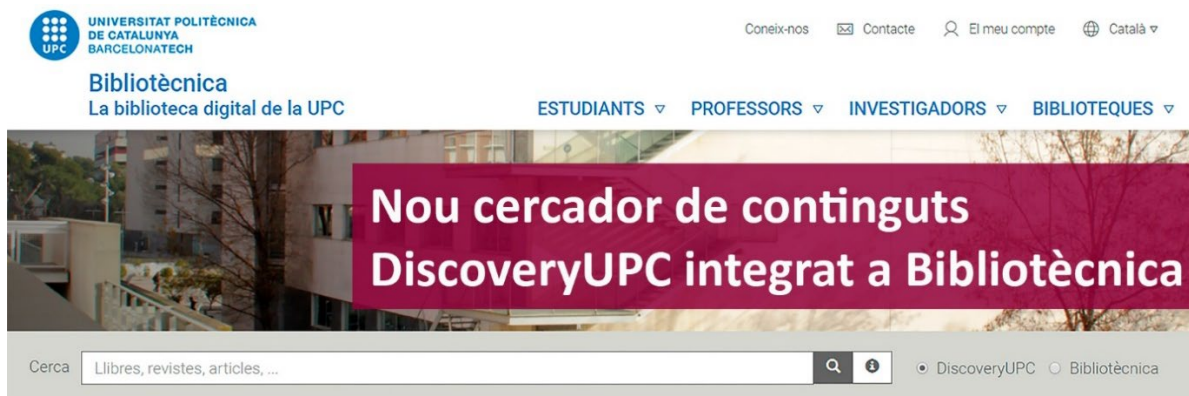 UNIVERSITAT POLITÈCNICA
DE CATALUNYA
BARCELONATECH
UPC
Coneix-nos Contacte El meu compte Català
Bibliotècnica
La biblioteca digital de la UPC
ESTUDIANTS PROFESSORS INVESTIGADORS BIBLIOTEQUES
Nou cercador de continguts
DiscoveryUPC integrat a Bibliotècnica
Cerca Llibres, revistes, articles, ... DiscoveryUPC Bibliotècnica